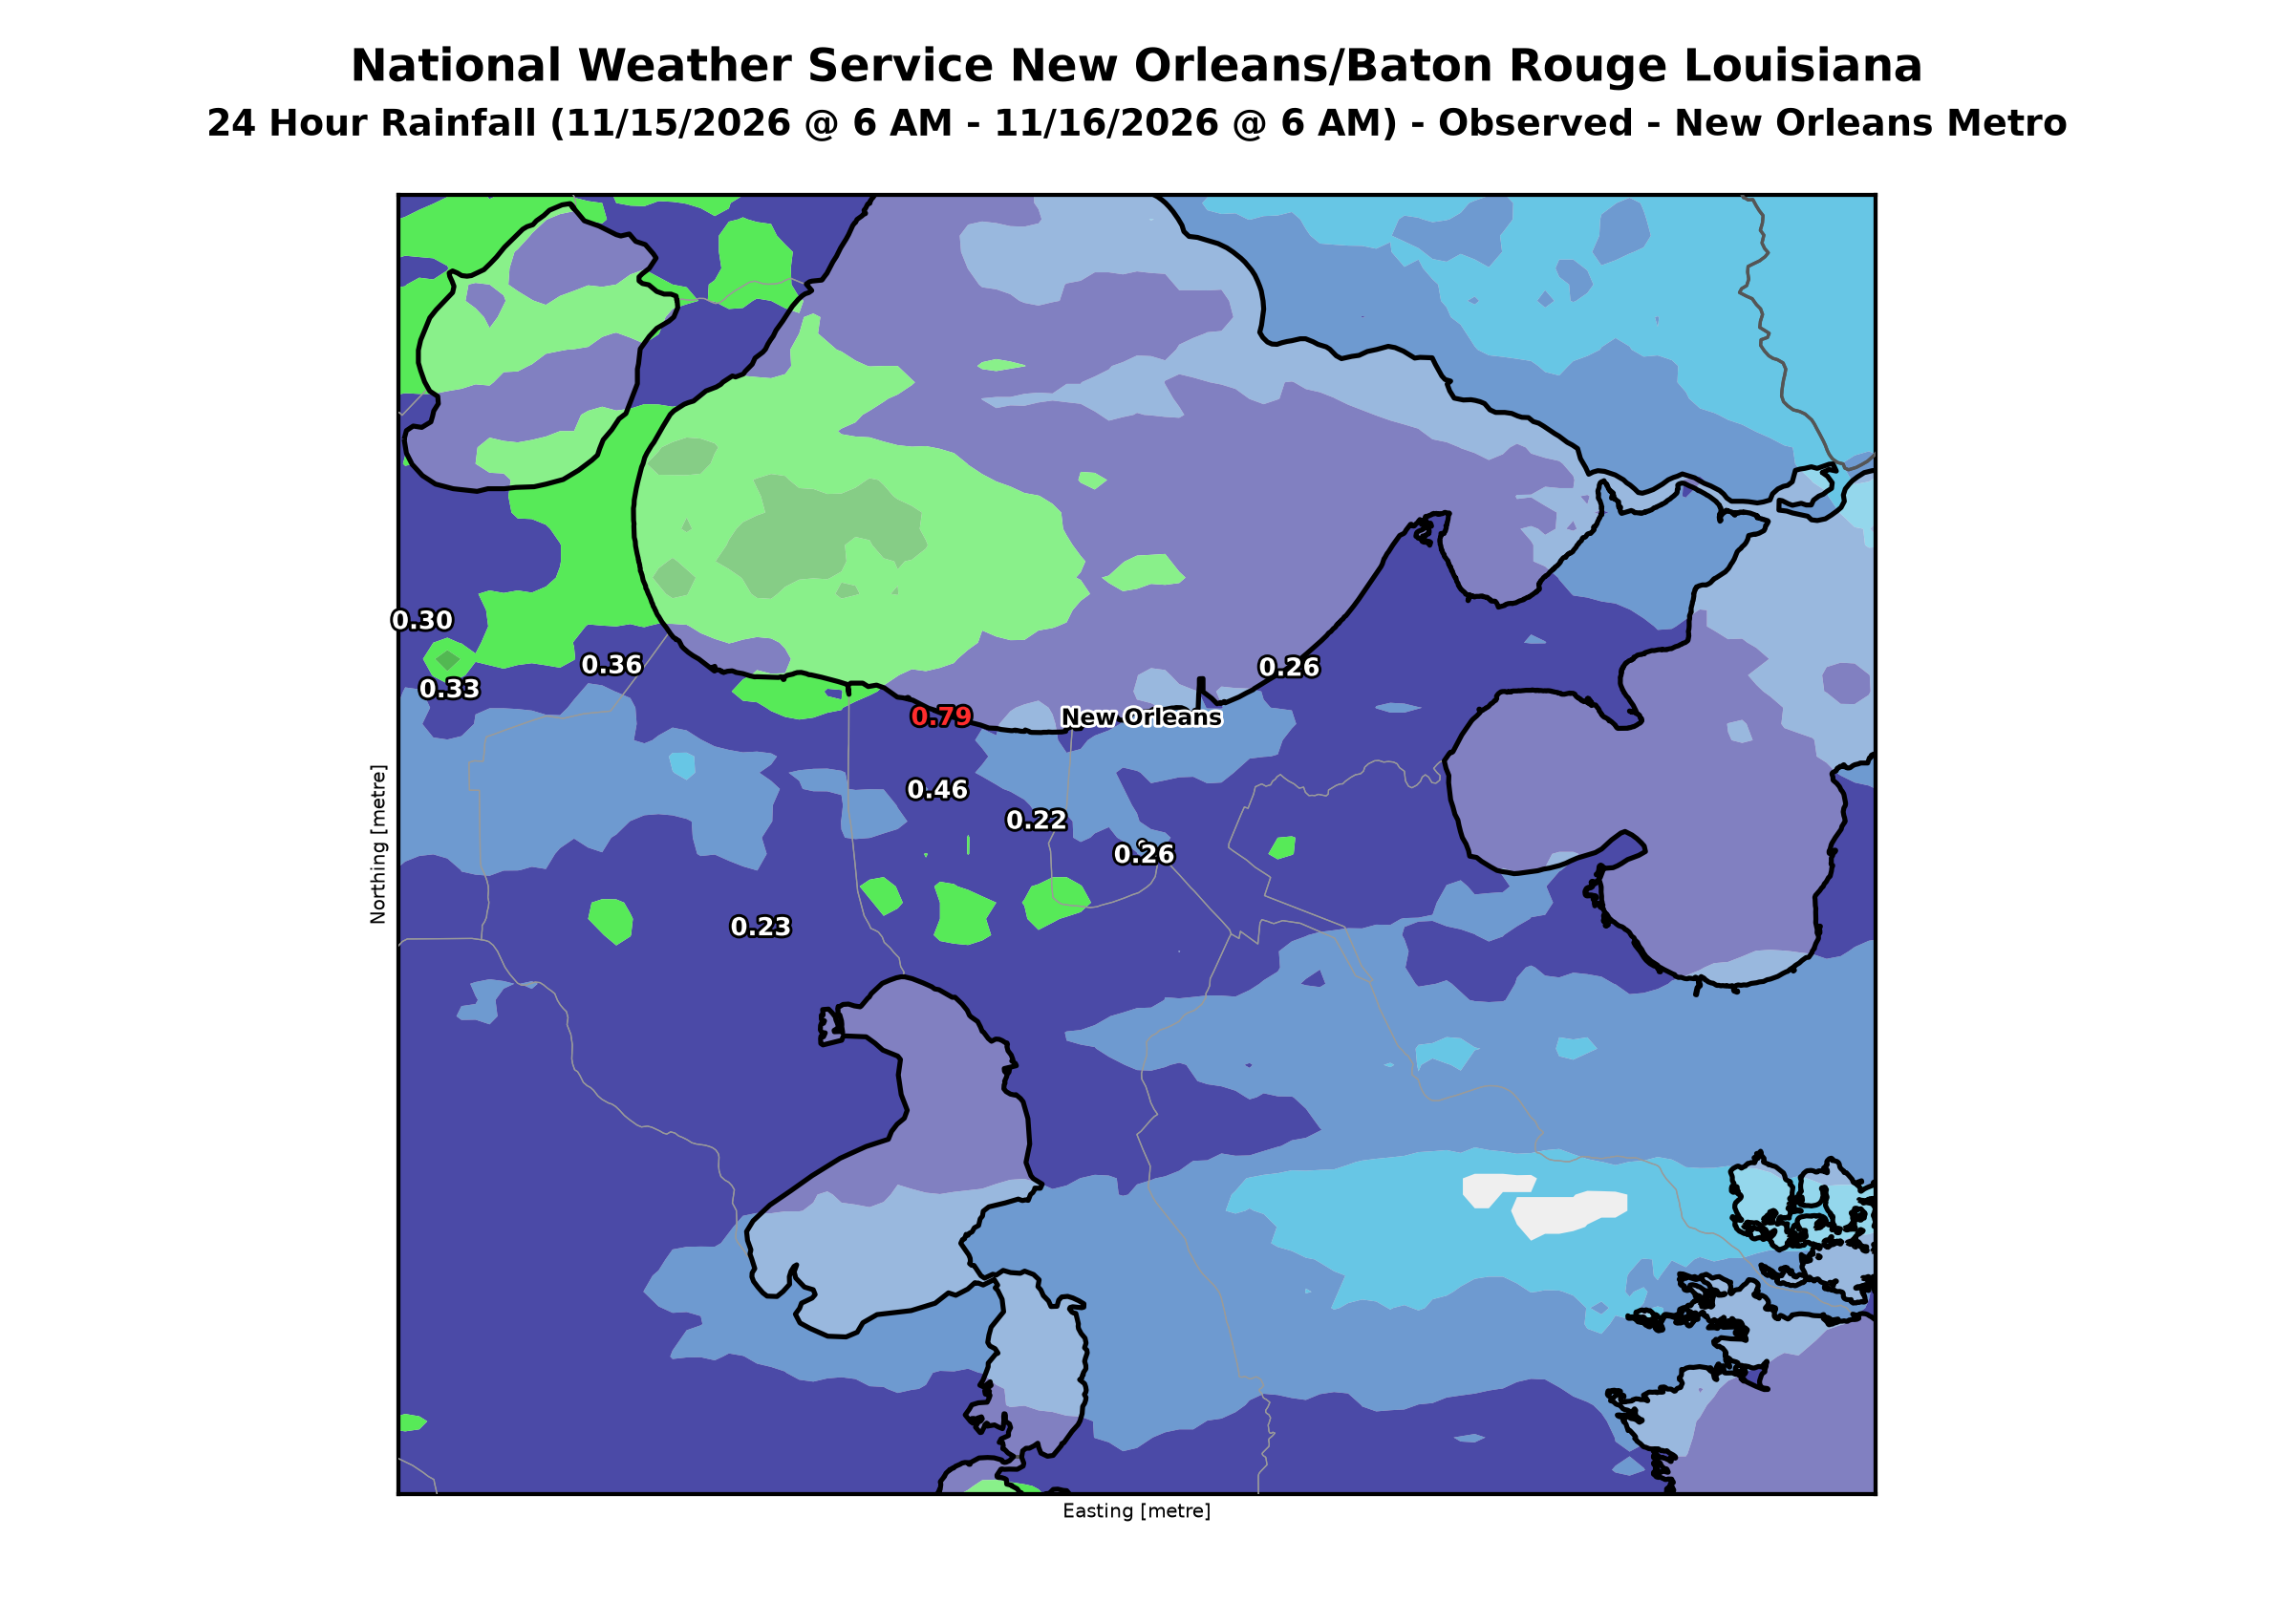 National Weather Service New Orleans/Baton Rouge Louisiana
24 Hour Rainfall (11/15/2026 @ 6 AM - 11/16/2026 @ 6 AM) - Observed - New Orleans Metro
0.30
0.36
0.26
0.33
0.79
New Orleans
0.46
0.22
0.26
0.23
Northing [metre]
Easting [metre]